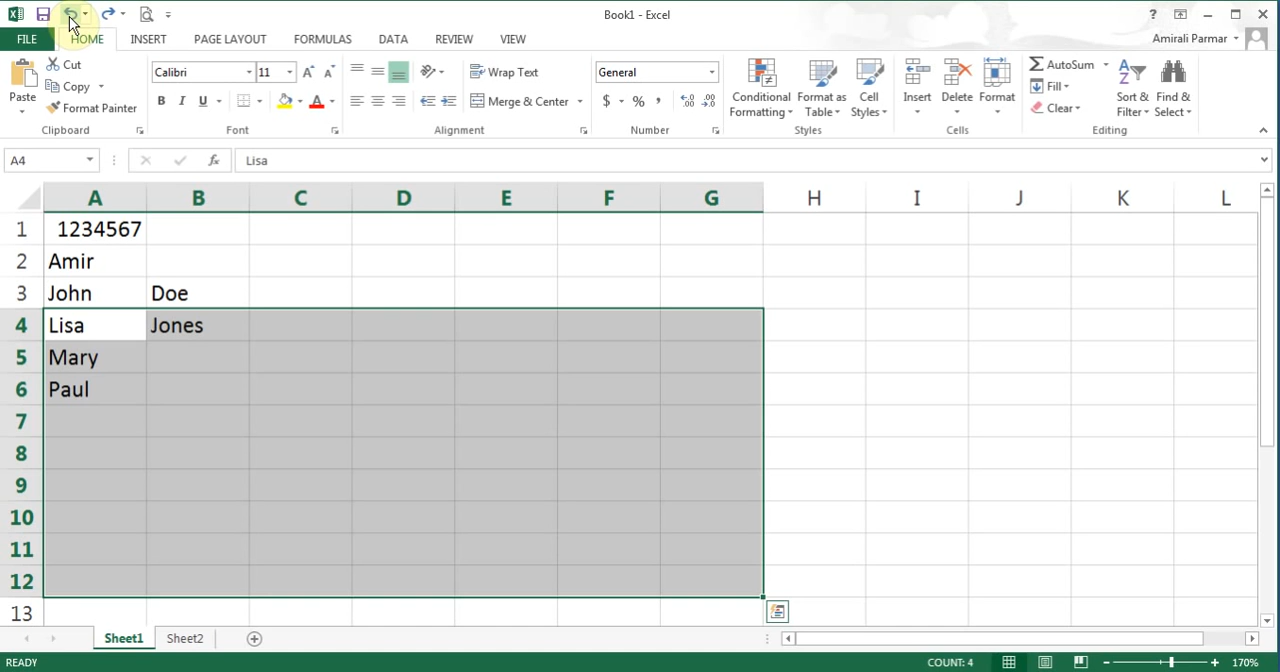 Book1 - Excel
?
FILE HOME INSERT PAGE LAYOUT FORMULAS DATA REVIEW VIEW Amirali Parmar
Paste Cut Copy Format Painter Clipboard
Calibri 11 A A B I U A Font
Wrap Text Merge & Center Alignment
General $ % , Number
Conditional Formatting Format as Table Cell Styles Styles
Insert Delete Format Cells
AutoSum Fill Clear Sort & Filter Find & Select Editing
A4 fx Lisa
A B C D E F G H I J K L
1 1234567
2 Amir
3 John Doe
4 Lisa Jones
5 Mary
6 Paul
7
8
9
10
11
12
13
Sheet1 Sheet2
READY COUNT: 4 170%